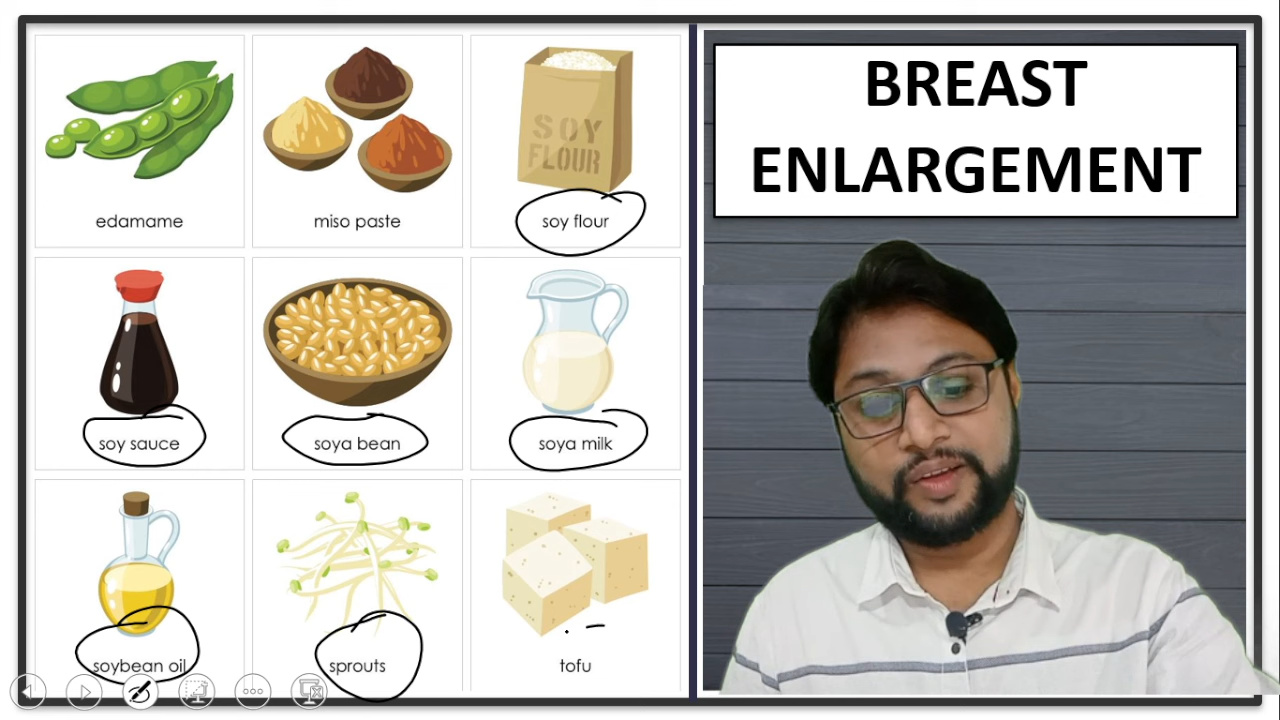 SOY
FLOUR
edamame
miso paste
soy flour
soy sauce
soya bean
soya milk
soybean oil
sprouts
tofu
BREAST
ENLARGEMENT